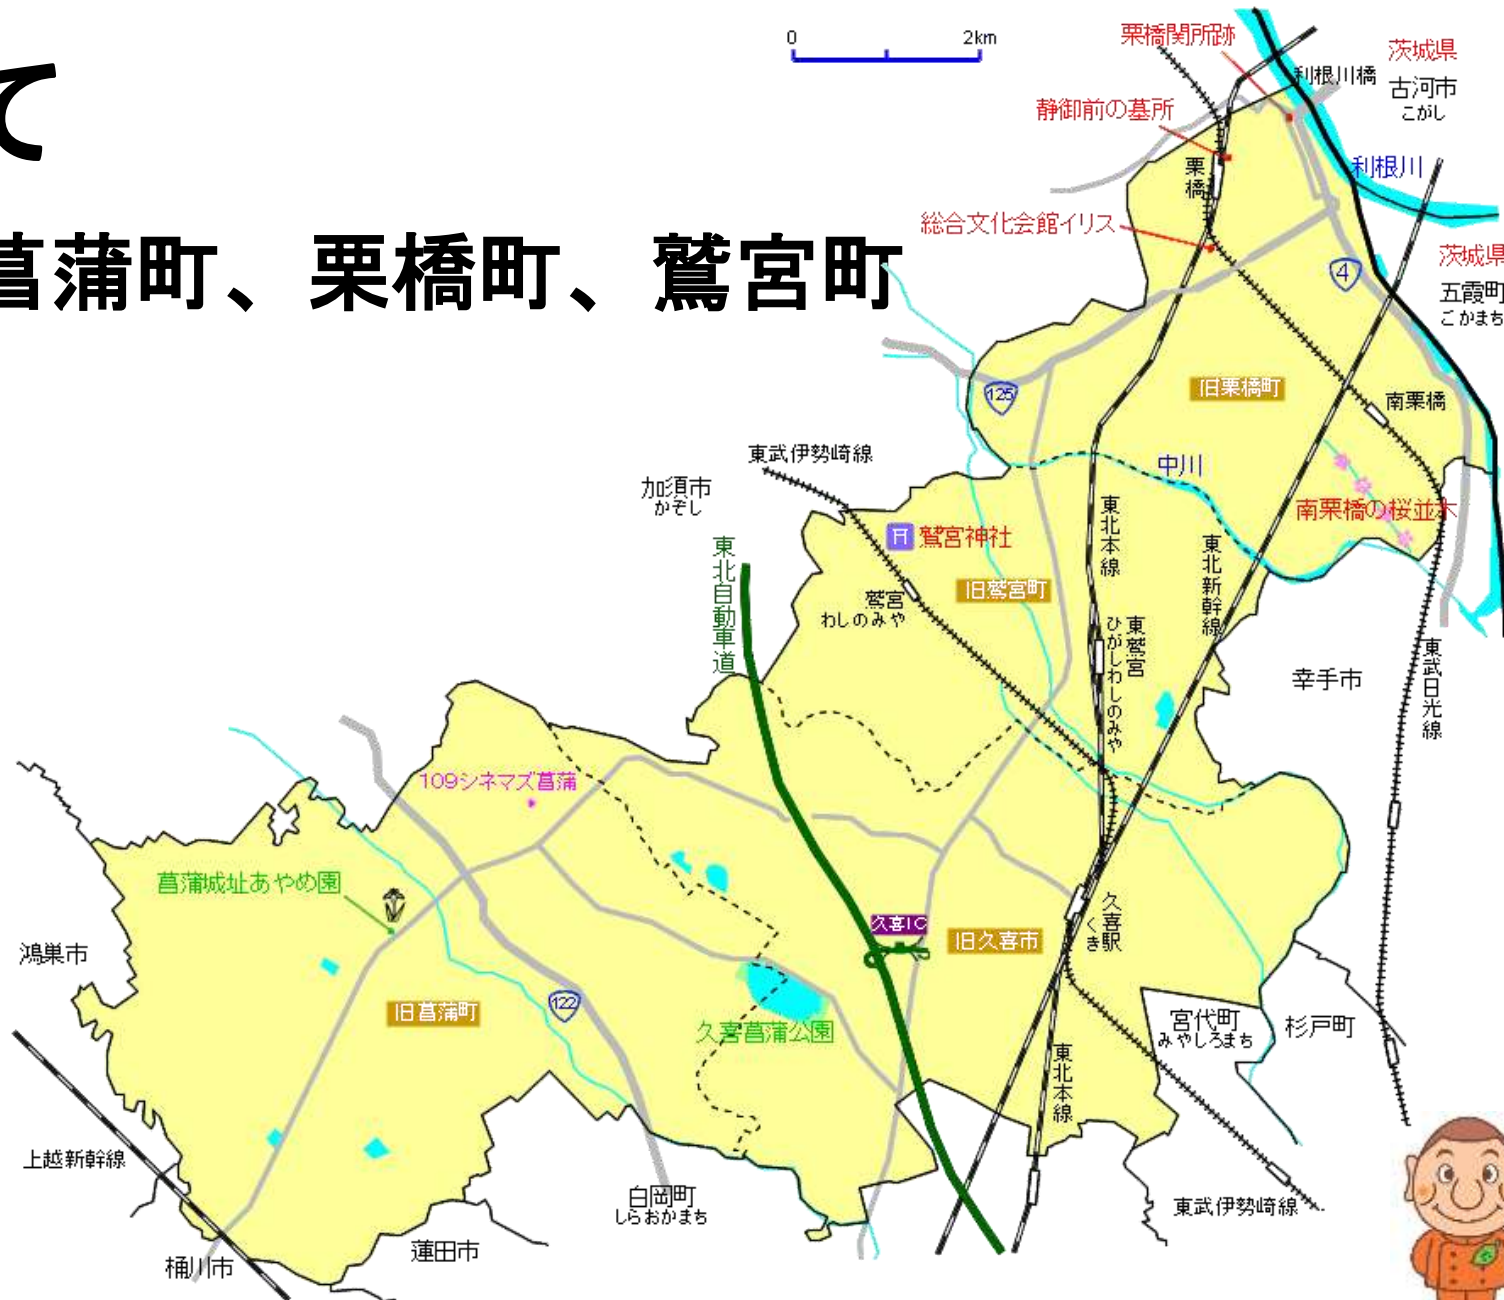 て
菖蒲町、栗橋町、鷲宮町
0
2km
栗橋関所跡
茨城県
利根川橋
古河市
こがし
静御前の墓所
栗橋
利根川
総合文化会館イリス
茨城県
4
五霞町
ごかまち
125
旧栗橋町
南栗橋
東武伊勢崎線
中川
加須市
かぞし
南栗橋の桜並木
東北本線
東北新幹線
鷲宮神社
東北自動車道
旧鷲宮町
鷲宮
わしのみや
東鷲宮
ひがしわしのみや
東武日光線
幸手市
109シネマズ菖蒲
菖蒲城址あやめ園
久喜IC
久喜駅
くき
旧久喜市
鴻巣市
旧菖蒲町
122
久喜菖蒲公園
宮代町
みやしろまち
杉戸町
東北本線
上越新幹線
白岡町
しらおかまち
東武伊勢崎線
蓮田市
桶川市